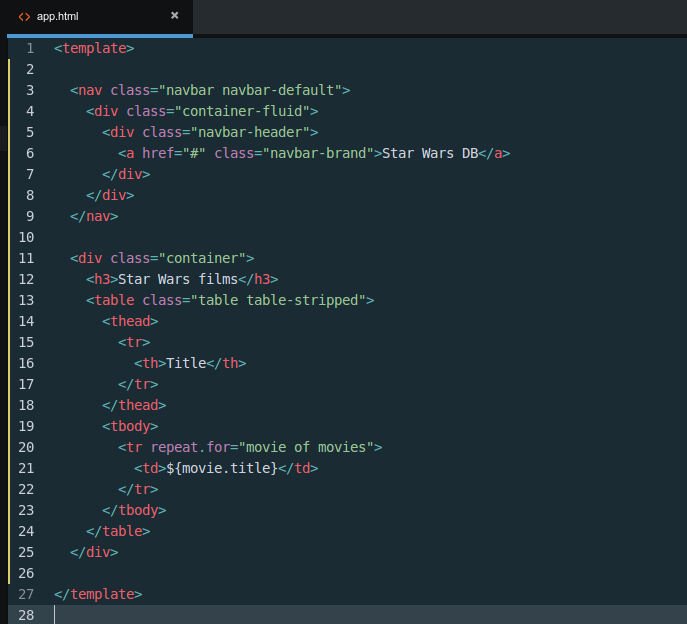 app.html ×
1 <template>
2
3   <nav class="navbar navbar-default">
4     <div class="container-fluid">
5       <div class="navbar-header">
6         <a href="#" class="navbar-brand">Star Wars DB</a>
7       </div>
8     </div>
9   </nav>
10
11   <div class="container">
12     <h3>Star Wars films</h3>
13     <table class="table table-stripped">
14       <thead>
15         <tr>
16           <th>Title</th>
17         </tr>
18       </thead>
19       <tbody>
20         <tr repeat.for="movie of movies">
21           <td>${movie.title}</td>
22         </tr>
23       </tbody>
24     </table>
25   </div>
26
27 </template>
28